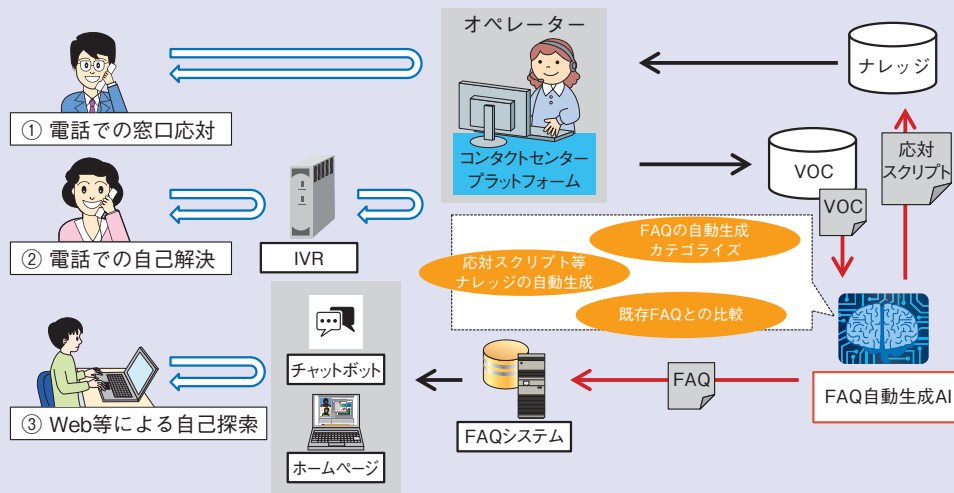 オペレーター
ナレッジ
① 電話での窓口応対
コンタクトセンター
プラットフォーム
VOC
応対
スクリプト
VOC
② 電話での自己解決
IVR
FAQの自動生成
カテゴライズ
応対スクリプト等
ナレッジの自動生成
既存FAQとの比較
チャットボット
FAQ
FAQ自動生成AI
③ Web等による自己探索
FAQシステム
ホームページ